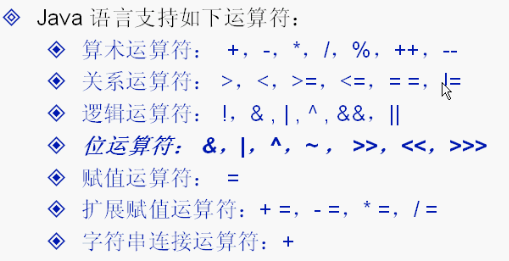 Java 语言支持如下运算符：
算术运算符： +，-，*，/，%，++，--
关系运算符： >，<，>=，<=，= =，!=
逻辑运算符： !，& , | , ^ , &&，||
位运算符： &，|，^，~ ， >>，<<，>>>
赋值运算符： =
扩展赋值运算符：+ =，- =，* =，/ =
字符串连接运算符：+